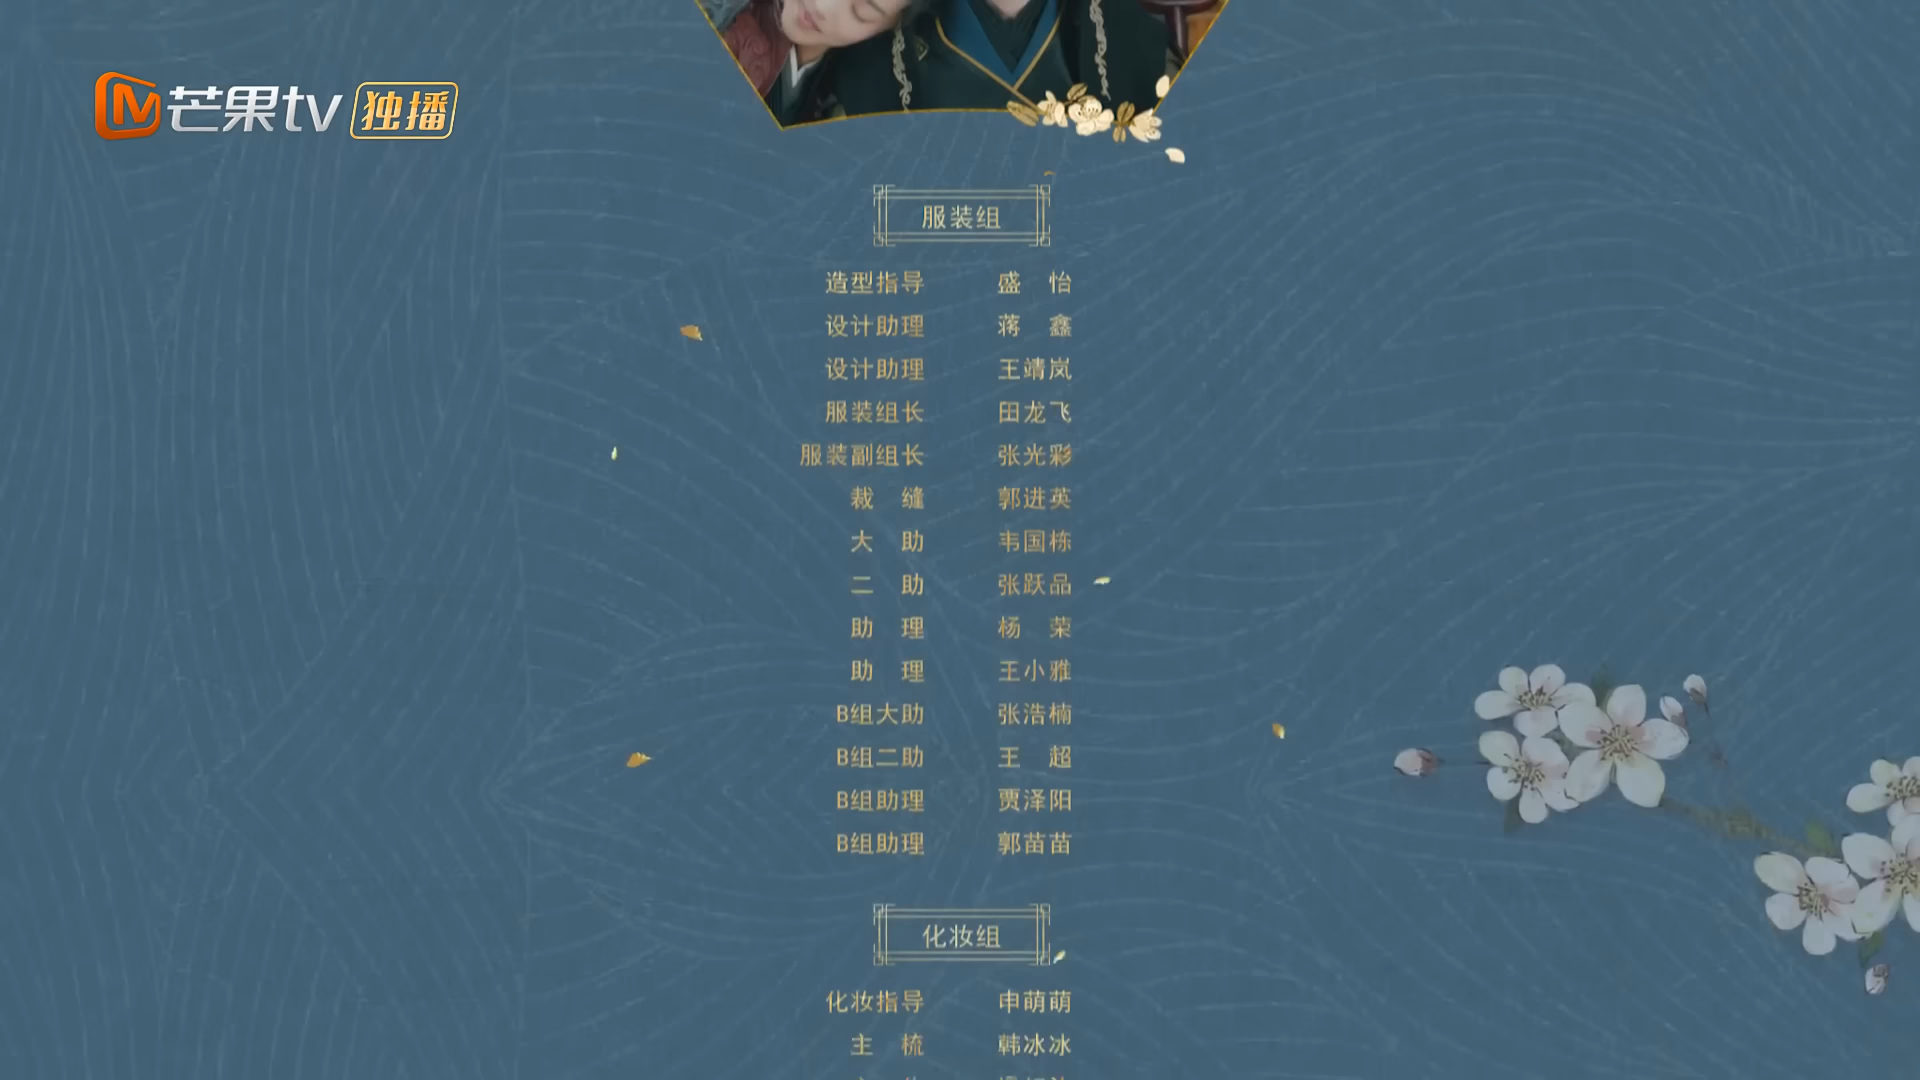 芒果tv 独播
服装组
造型指导 盛 怡
设计助理 蒋 鑫
设计助理 王靖岚
服装组长 田龙飞
服装副组长 张光彩
裁 缝 郭进英
大 助 韦国栋
二 助 张跃品
助 理 杨 荣
助 理 王小雅
B组大助 张浩楠
B组二助 王 超
B组助理 贾泽阳
B组助理 郭苗苗
化妆组
化妆指导 申萌萌
主 梳 韩冰冰